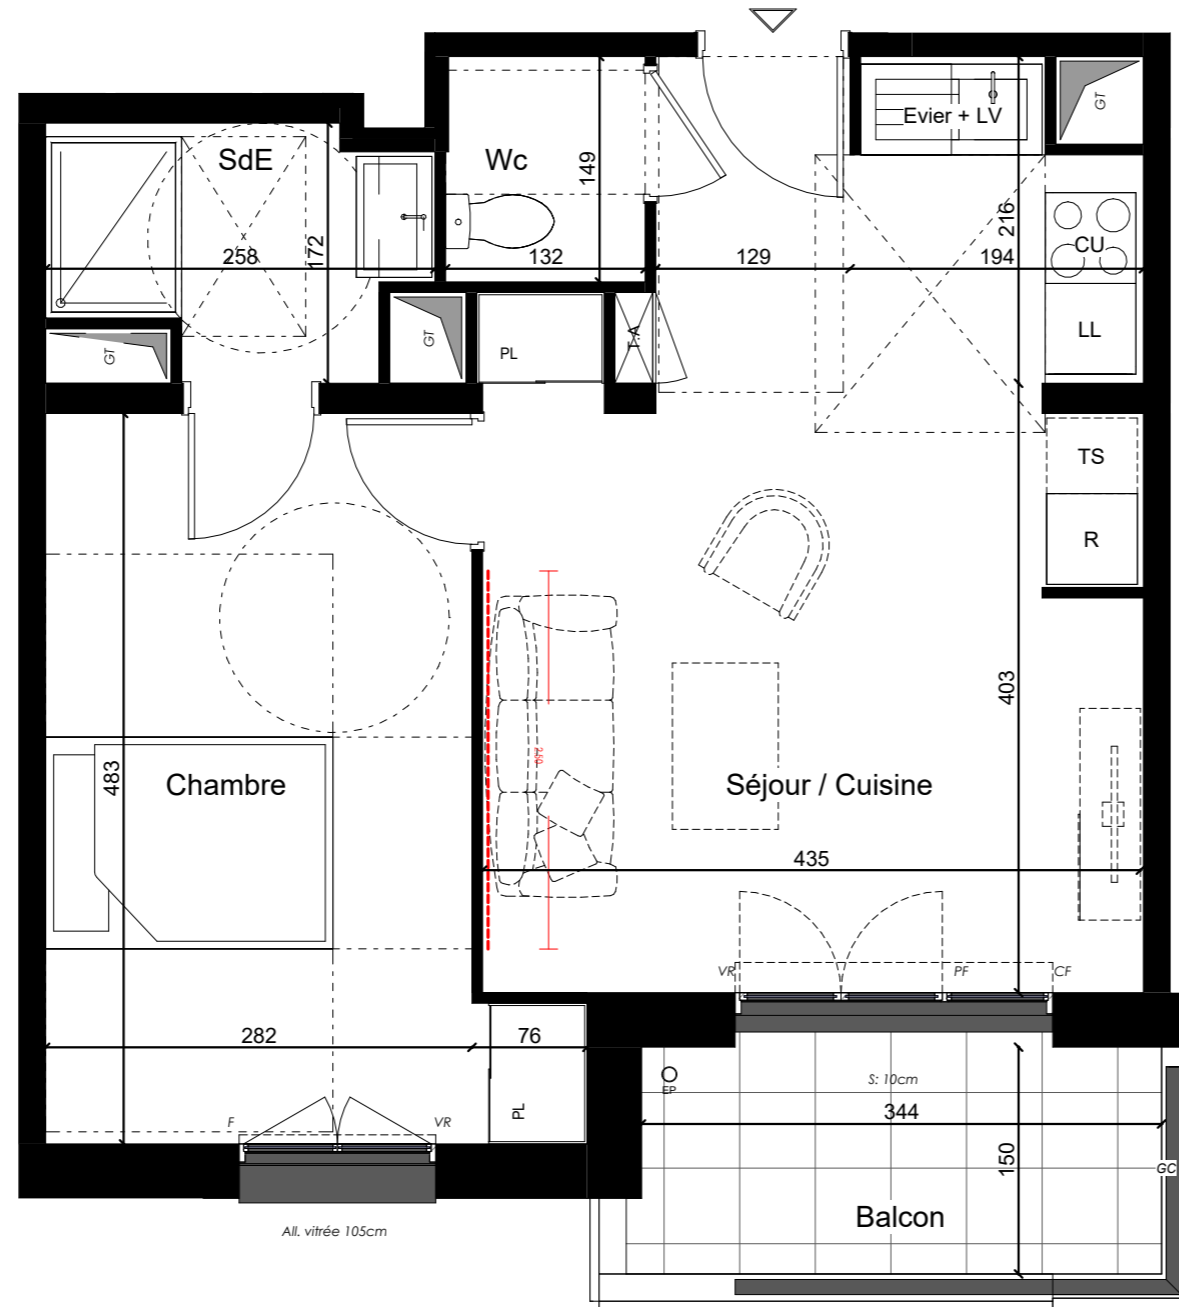 SdE
Wc
149
Evier + LV
GT
258
172
132
129
216
194
CU
LL
GT
GT
PL
T.A
TS
R
403
483
Chambre
250
Séjour / Cuisine
435
VR
PF
CF
282
76
PL
F
VR
EP
S: 10cm
344
150
GC
Balcon
All. vitrée 105cm